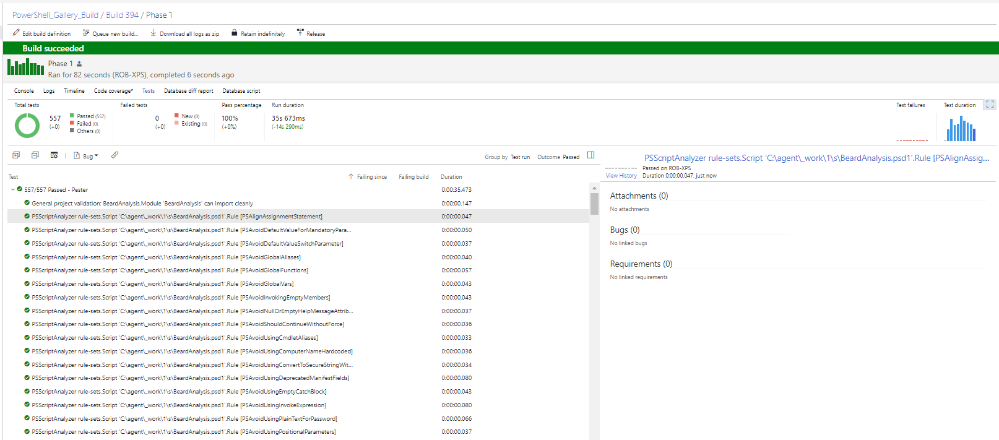 PowerShell_Gallery_Build / Build 394 / Phase 1
Edit build definition Queue new build... Download all logs as zip Retain indefinitely Release
Build succeeded
Phase 1
Ran for 82 seconds (ROB-XPS), completed 6 seconds ago
Console Logs Timeline Code coverage* Tests Database diff report Database script
Total tests Failed tests Pass percentage Run duration Test failures Test duration
557 (+0) Passed (557) Failed (0) Others (0)
0 (+0) New (0) Existing (0)
100% (+0%)
35s 673ms (-14s 290ms)
Bug
Group by Test run Outcome Passed
Test Failing since Failing build Duration
557/557 Passed - Pester 0:00:35.473
General project validation: BeardAnalysis.Module 'BeardAnalysis' can import cleanly 0:00:00.147
PSScriptAnalyzer rule-sets.Script 'C:\agent\_work\1\s\BeardAnalysis.psd1'.Rule [PSAlignAssignmentStatement] 0:00:00.047
PSScriptAnalyzer rule-sets.Script 'C:\agent\_work\1\s\BeardAnalysis.psd1'.Rule [PSAvoidDefaultValueForMandatoryPara... 0:00:00.050
PSScriptAnalyzer rule-sets.Script 'C:\agent\_work\1\s\BeardAnalysis.psd1'.Rule [PSAvoidDefaultValueSwitchParameter] 0:00:00.037
PSScriptAnalyzer rule-sets.Script 'C:\agent\_work\1\s\BeardAnalysis.psd1'.Rule [PSAvoidGlobalAliases] 0:00:00.040
PSScriptAnalyzer rule-sets.Script 'C:\agent\_work\1\s\BeardAnalysis.psd1'.Rule [PSAvoidGlobalFunctions] 0:00:00.057
PSScriptAnalyzer rule-sets.Script 'C:\agent\_work\1\s\BeardAnalysis.psd1'.Rule [PSAvoidGlobalVars] 0:00:00.043
PSScriptAnalyzer rule-sets.Script 'C:\agent\_work\1\s\BeardAnalysis.psd1'.Rule [PSAvoidInvokingEmptyMembers] 0:00:00.043
PSScriptAnalyzer rule-sets.Script 'C:\agent\_work\1\s\BeardAnalysis.psd1'.Rule [PSAvoidNullOrEmptyHelpMessageAttrib... 0:00:00.037
PSScriptAnalyzer rule-sets.Script 'C:\agent\_work\1\s\BeardAnalysis.psd1'.Rule [PSAvoidShouldContinueWithoutForce] 0:00:00.036
PSScriptAnalyzer rule-sets.Script 'C:\agent\_work\1\s\BeardAnalysis.psd1'.Rule [PSAvoidUsingCmdletAliases] 0:00:00.033
PSScriptAnalyzer rule-sets.Script 'C:\agent\_work\1\s\BeardAnalysis.psd1'.Rule [PSAvoidUsingComputerNameHardcoded] 0:00:00.036
PSScriptAnalyzer rule-sets.Script 'C:\agent\_work\1\s\BeardAnalysis.psd1'.Rule [PSAvoidUsingConvertToSecureStringWit... 0:00:00.034
PSScriptAnalyzer rule-sets.Script 'C:\agent\_work\1\s\BeardAnalysis.psd1'.Rule [PSAvoidUsingDeprecatedManifestFields] 0:00:00.080
PSScriptAnalyzer rule-sets.Script 'C:\agent\_work\1\s\BeardAnalysis.psd1'.Rule [PSAvoidUsingEmptyCatchBlock] 0:00:00.043
PSScriptAnalyzer rule-sets.Script 'C:\agent\_work\1\s\BeardAnalysis.psd1'.Rule [PSAvoidUsingInvokeExpression] 0:00:00.080
PSScriptAnalyzer rule-sets.Script 'C:\agent\_work\1\s\BeardAnalysis.psd1'.Rule [PSAvoidUsingPlainTextForPassword] 0:00:00.066
PSScriptAnalyzer rule-sets.Script 'C:\agent\_work\1\s\BeardAnalysis.psd1'.Rule [PSAvoidUsingPositionalParameters] 0:00:00.037
PSScriptAnalyzer rule-sets.Script 'C:\agent\_work\1\s\BeardAnalysis.psd1'.Rule [PSAlignAssig...
Passed on ROB-XPS
View History Duration 0:00:00.047, just now
Attachments (0)
No attachments
Bugs (0)
No linked bugs
Requirements (0)
No linked requirements